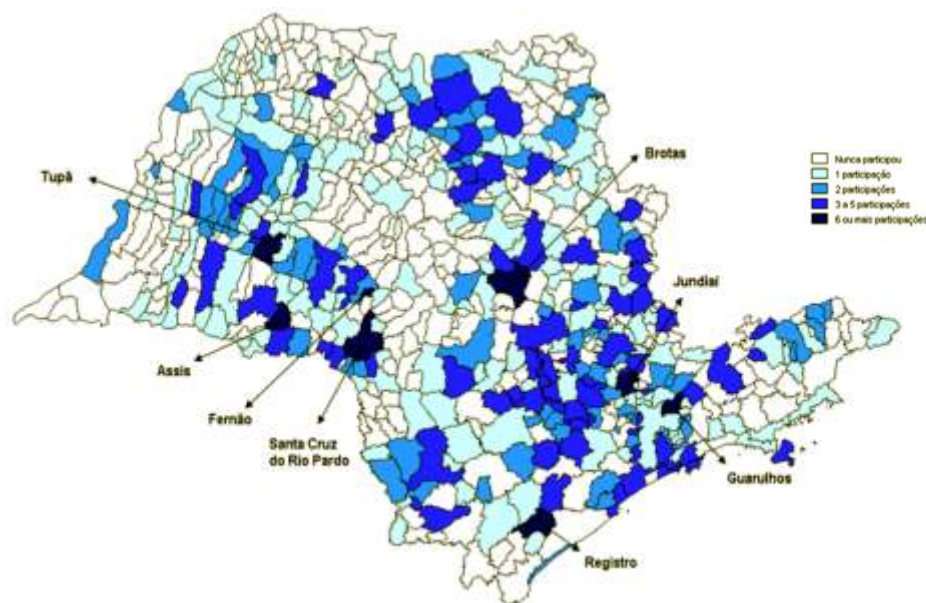 Brotas
Tupã
Nunca participou
1 participação
2 participações
3 a 5 participações
6 ou mais participações
Jundiaí
Assis
Fernão
Santa Cruz
do Rio Pardo
Guarulhos
Registro